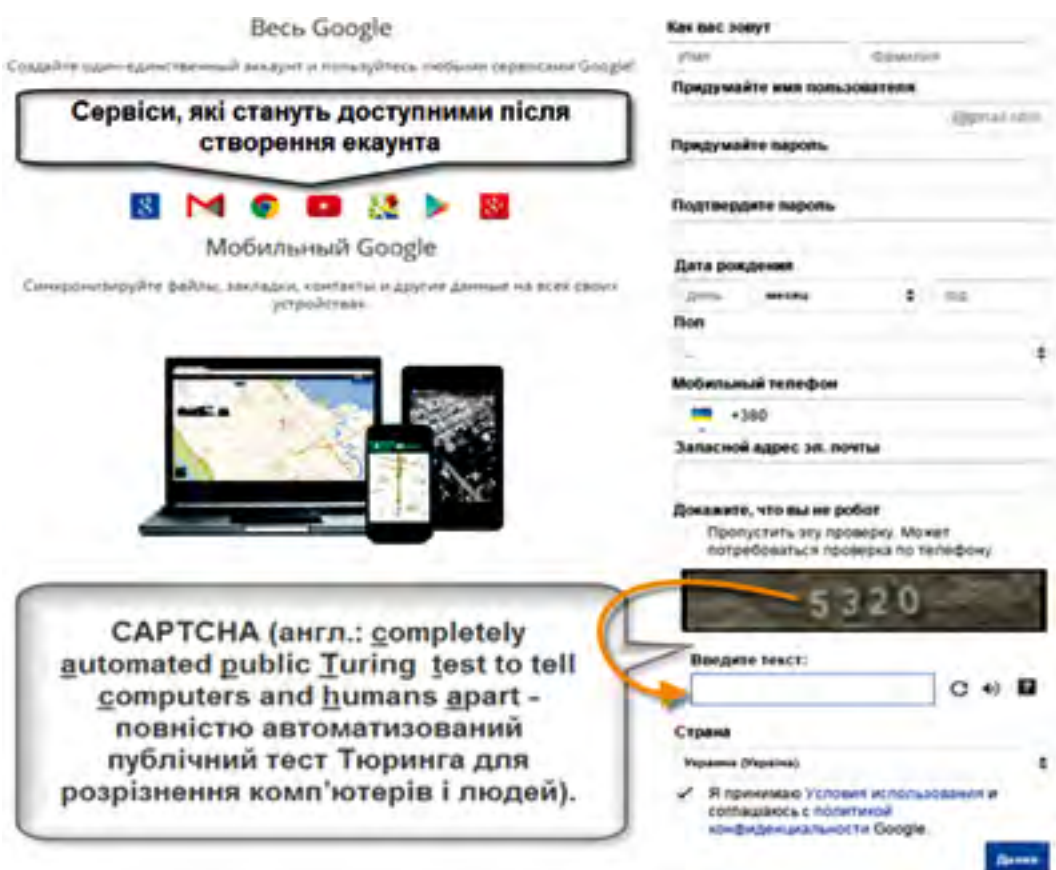 Весь Google
Создайте один-единственный аккаунт и пользуйтесь любыми сервисами Google!
Сервіси, які стануть доступними після
створення екаунта
Мобильный Google
Синхронизируйте файлы, закладки, контакты и другие данные на всех своих
устройствах.
CAPTCHA (англ.: completely
automated public Turing test to tell
computers and humans apart –
повністю автоматизований
публічний тест Тюринга для
розрізнення комп'ютерів і людей).
Как вас зовут
Имя Фамилия
Придумайте имя пользователя
@gmail.com
Придумайте пароль
Подтвердите пароль
Дата рождения
день месяц год
Пол
Мобильный телефон
+380
Запасной адрес эл. почты
Докажите, что вы не робот
Пропустить эту проверку. Может
потребоваться проверка по телефону.
5320
Введите текст:
Страна
Украина (Україна)
Я принимаю Условия использования и
соглашаюсь с политикой
конфиденциальности Google.
Далее